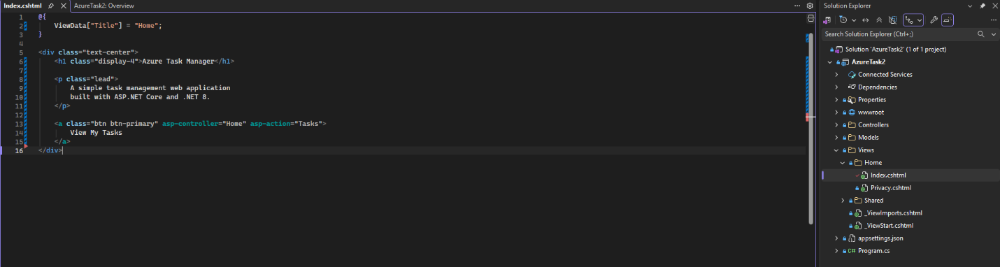 Index.cshtml
AzureTask2: Overview
1 @{
2 ViewData["Title"] = "Home";
3 }
4
5 <div class="text-center">
6 <h1 class="display-4">Azure Task Manager</h1>
7
8 <p class="lead">
9 A simple task management web application
10 built with ASP.NET Core and .NET 8.
11 </p>
12
13 <a class="btn btn-primary" asp-controller="Home" asp-action="Tasks">
14 View My Tasks
15 </a>
16 </div>
Solution Explorer
Search Solution Explorer (Ctrl+;)
Solution 'AzureTask2' (1 of 1 project)
AzureTask2
Connected Services
Dependencies
Properties
wwwroot
Controllers
Models
Views
Home
Index.cshtml
Privacy.cshtml
Shared
_ViewImports.cshtml
_ViewStart.cshtml
appsettings.json
C# Program.cs